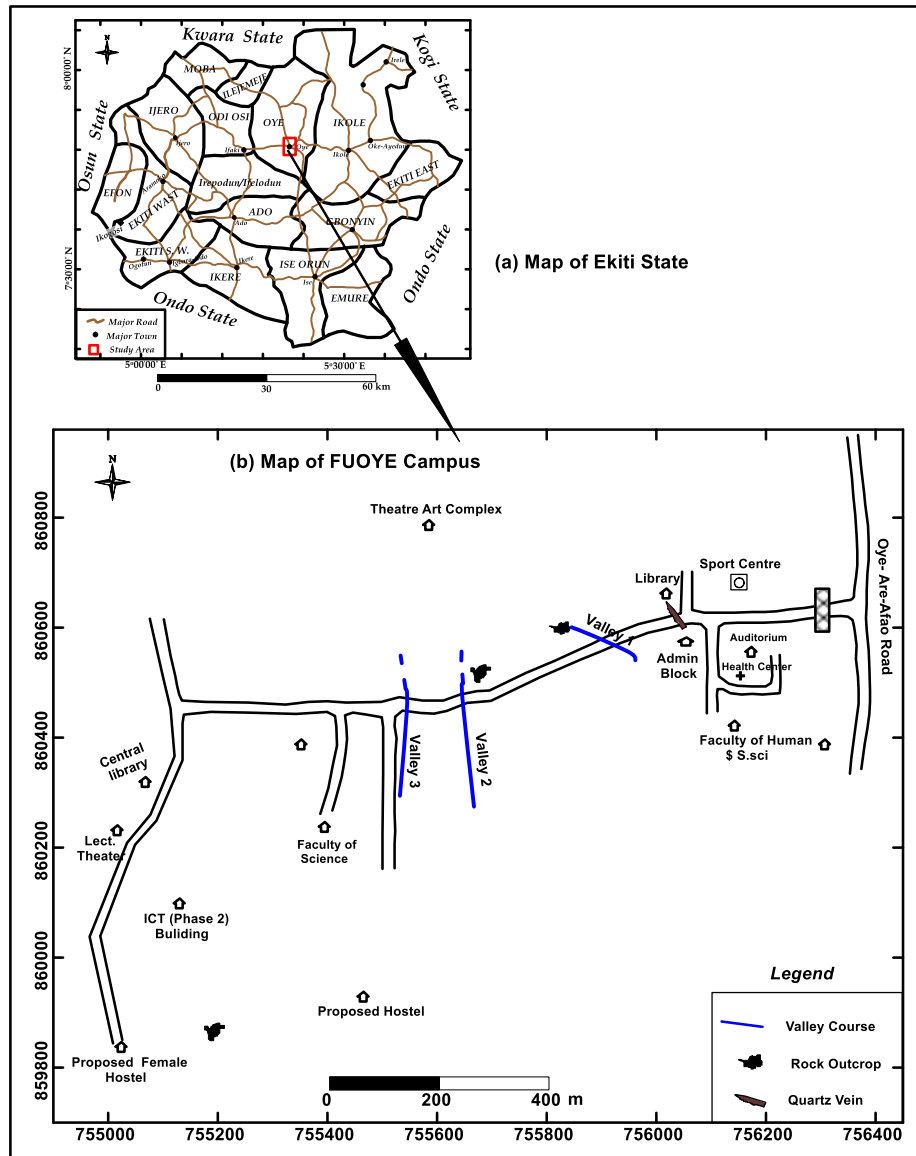 Kwara State
Kogi State
Osun State
Ondo State
Ondo State
N
8°00'00" N
7°30'00" N
MOBA
ILEJEMEJE
IJERO
ODI OSI
OYE
IKOLE
Irele
Ijero
Ifaki
Oye
Ikole
Oke-Ayedun
EKITI EAST
EFON
Aramoko
Irepodun/Ifelodun
EKITI WAST
ADO
Ado
GBONYIN
Ikogosi
EKITI S.W.
Ogotun
Ikere
IKERE
ISE ORUN
Ise
EMURE
Major Road
Major Town
Study Area
5°00'00" E
5°30'00" E
0
30
60 km
(a) Map of Ekiti State
(b) Map of FUOYE Campus
N
860800
860600
860400
860200
860000
859800
Theatre Art Complex
Sport Centre
Library
Valley 1
Oye- Are-Afao Road
Admin
Block
Auditorium
Health Center
Faculty of Human
$ S.sci
Valley 3
Valley 2
Central
library
Lect.
Theater
Faculty of
Science
ICT (Phase 2)
Buliding
Proposed Hostel
Proposed Female
Hostel
0
200
400
m
Legend
Valley Course
Rock Outcrop
Quartz Vein
755000
755200
755400
755600
755800
756000
756200
756400